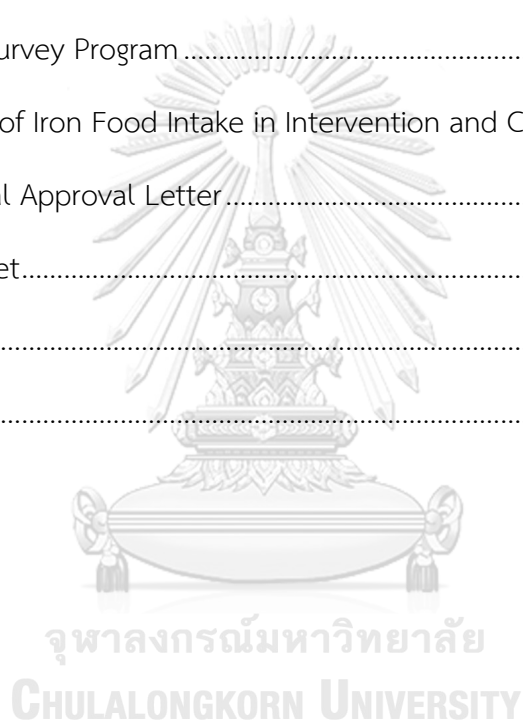 urvey Program ........................................................
of Iron Food Intake in Intervention and C
al Approval Letter ..................................................
et..............................................................................
..................................................................................
..................................................................................
จุฬาลงกรณ์มหาวิทยาลัย
CHULALONGKORN UNIVERSITY